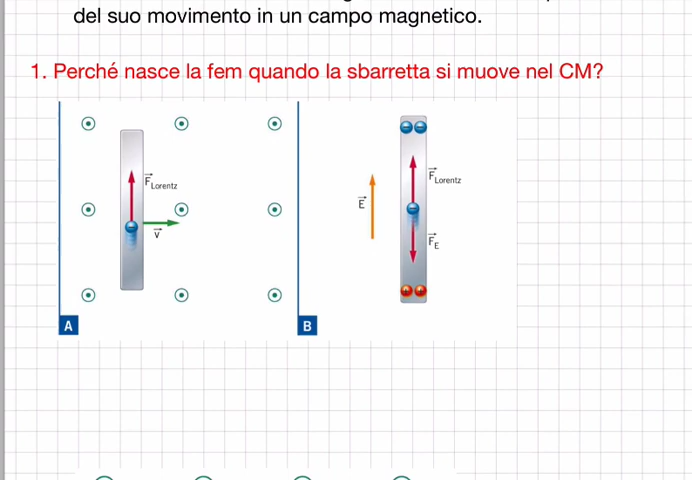 del suo movimento in un campo magnetico.
1. Perché nasce la fem quando la sbarretta si muove nel CM?
F Lorentz
v
A
E
F Lorentz
F E
B